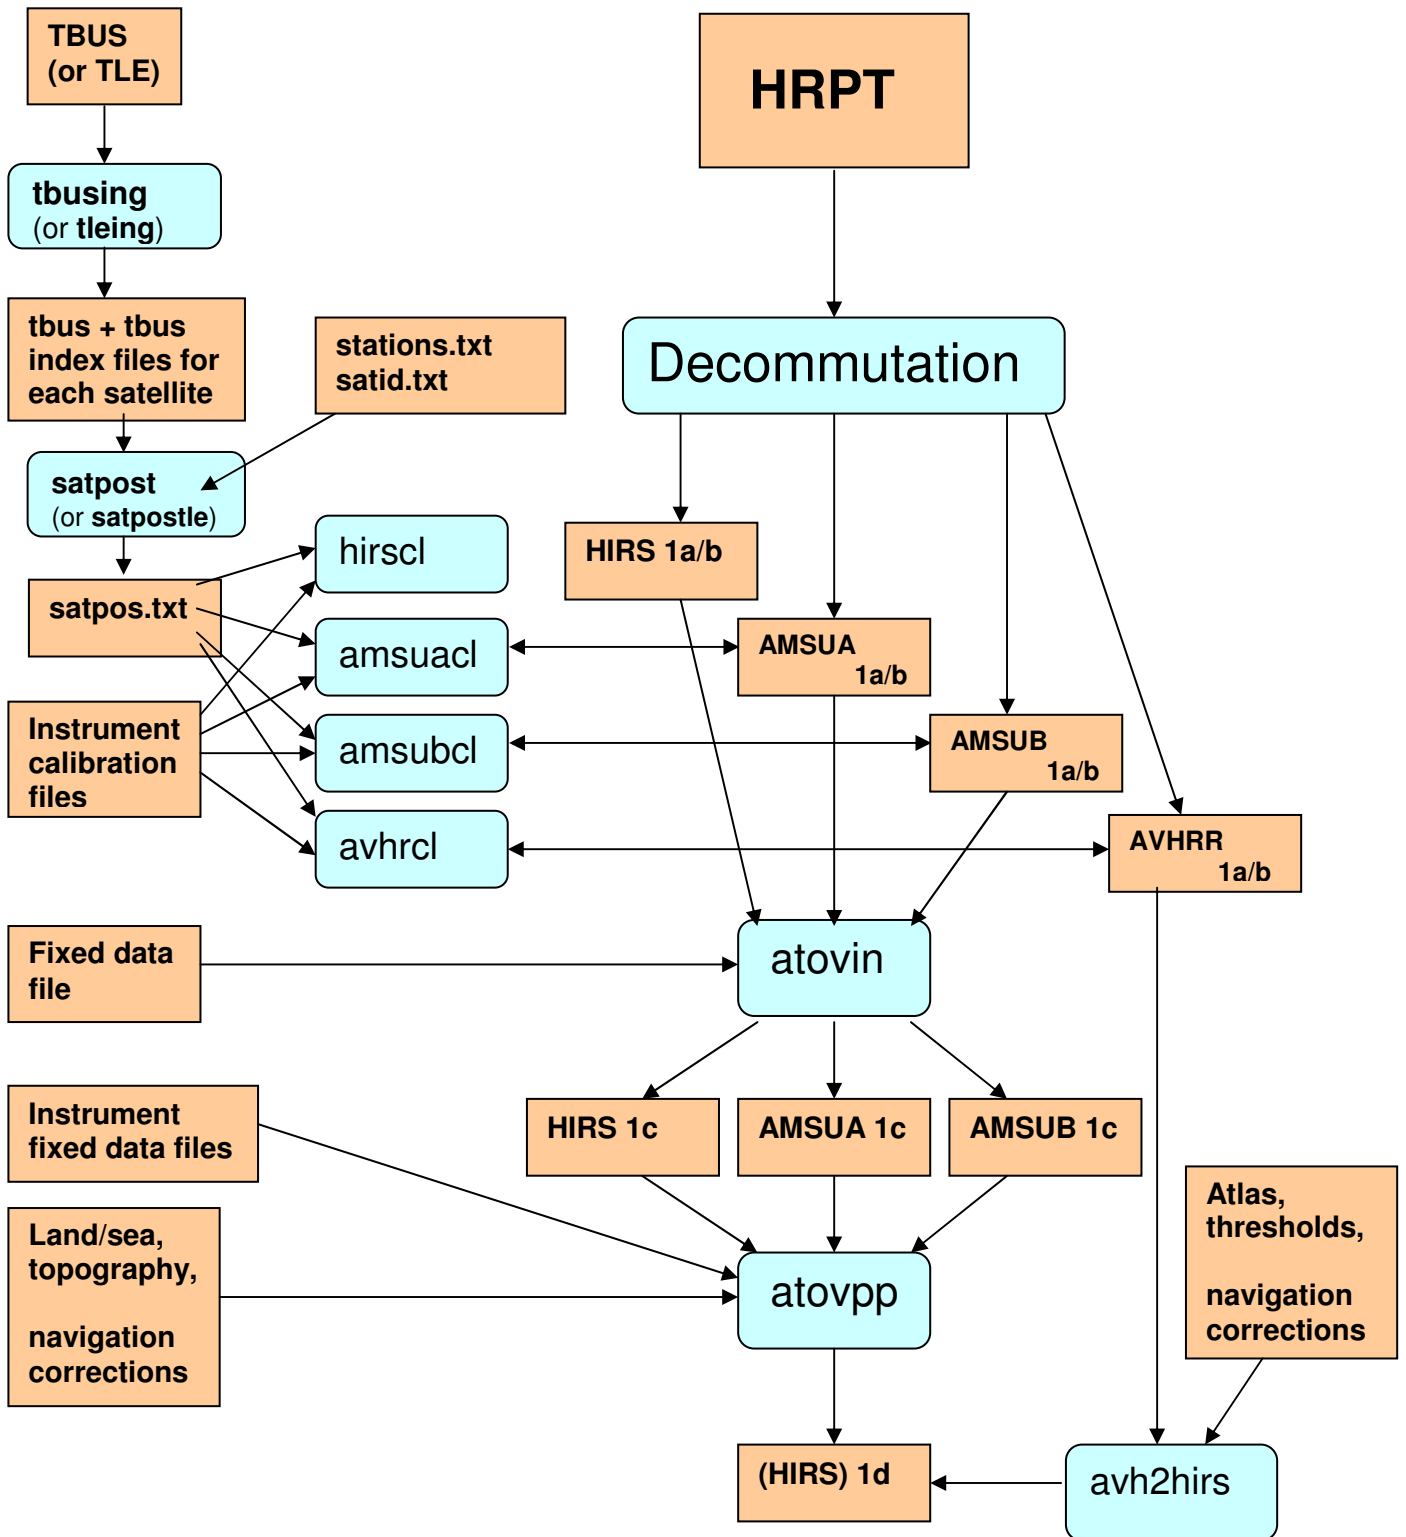 TBUS
(or TLE)
HRPT
tbusing
(or tleing)
tbus + tbus
index files for
each satellite
stations.txt
satid.txt
Decommutation
satpost
(or satpostle)
hirscl
HIRS 1a/b
satpos.txt
amsuacl
AMSUA
1a/b
Instrument
calibration
files
amsubcl
AMSUB
1a/b
avhrcl
AVHRR
1a/b
Fixed data
file
atovin
Instrument
fixed data files
HIRS 1c
AMSUA 1c
AMSUB 1c
Land/sea,
topography,
navigation
corrections
atovpp
Atlas,
thresholds,
navigation
corrections
(HIRS) 1d
avh2hirs